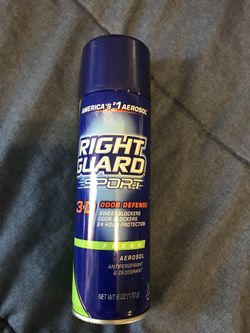 AMERICA'S #1 AEROSOL
RIGHT
GUARD
SPORT
3-D ODOR DEFENSE
SWEAT BLOCKERS
ODOR BLOCKERS
24 HOUR PROTECTION
FRESH
AEROSOL
ANTIPERSPIRANT
& DEODORANT
NET WT 6 OZ (170 g)